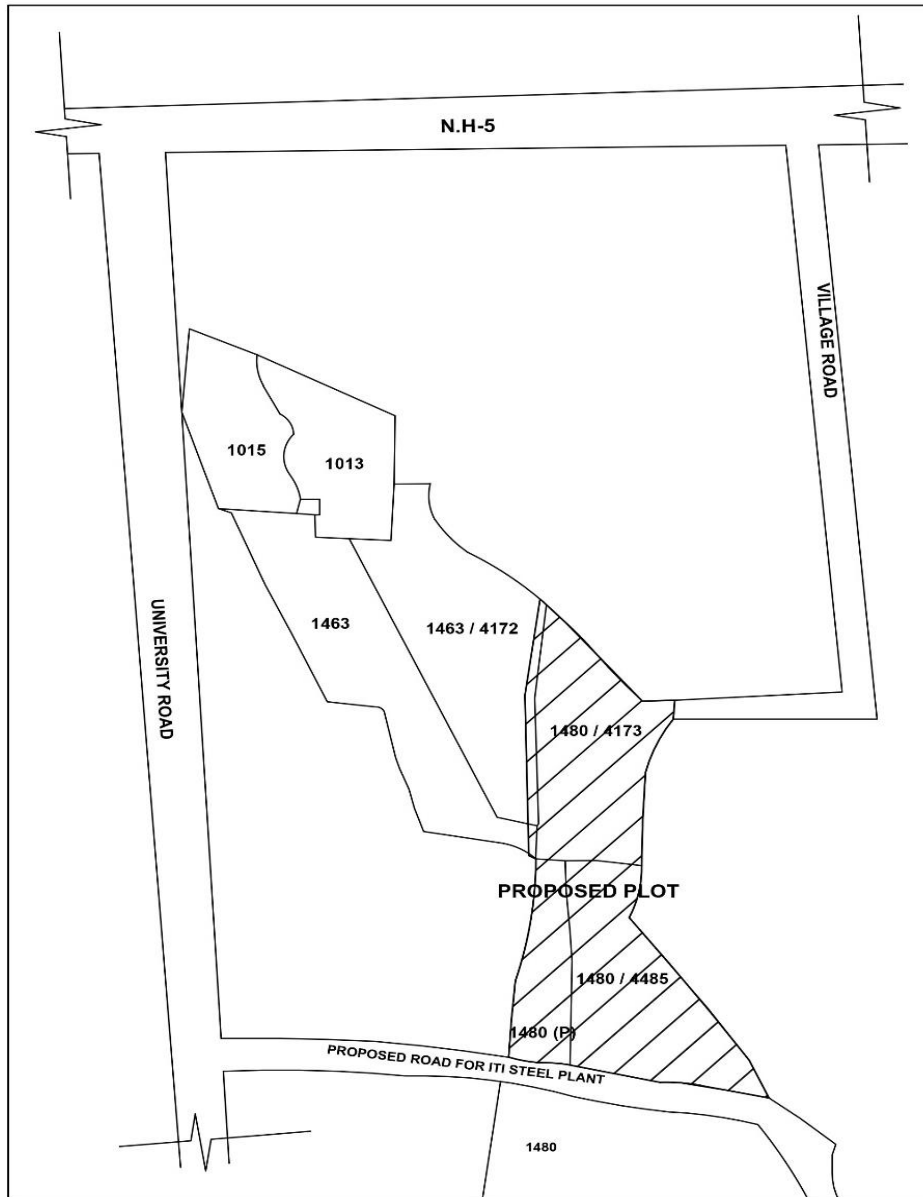 N.H-5
VILLAGE ROAD
1015
1013
UNIVERSITY ROAD
1463
1463 / 4172
1480 / 4173
PROPOSED PLOT
1480 / 4485
1480 (P)
PROPOSED ROAD FOR ITI STEEL PLANT
1480